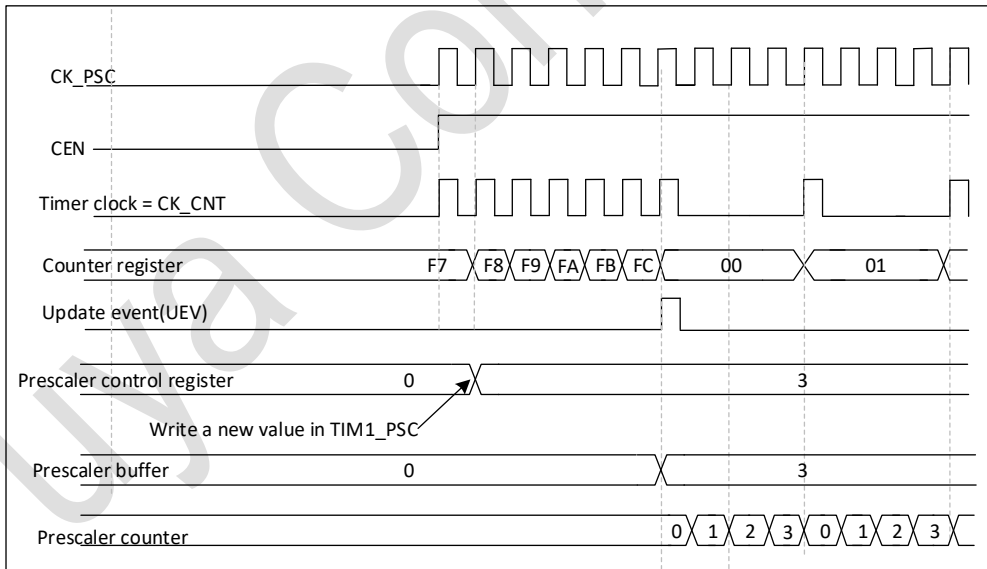 CK_PSC
CEN
Timer clock = CK_CNT
Counter register F7 F8 F9 FA FB FC 00 01
Update event(UEV)
Prescaler control register 0 3
Write a new value in TIM1_PSC
Prescaler buffer 0 3
Prescaler counter 0 1 2 3 0 1 2 3